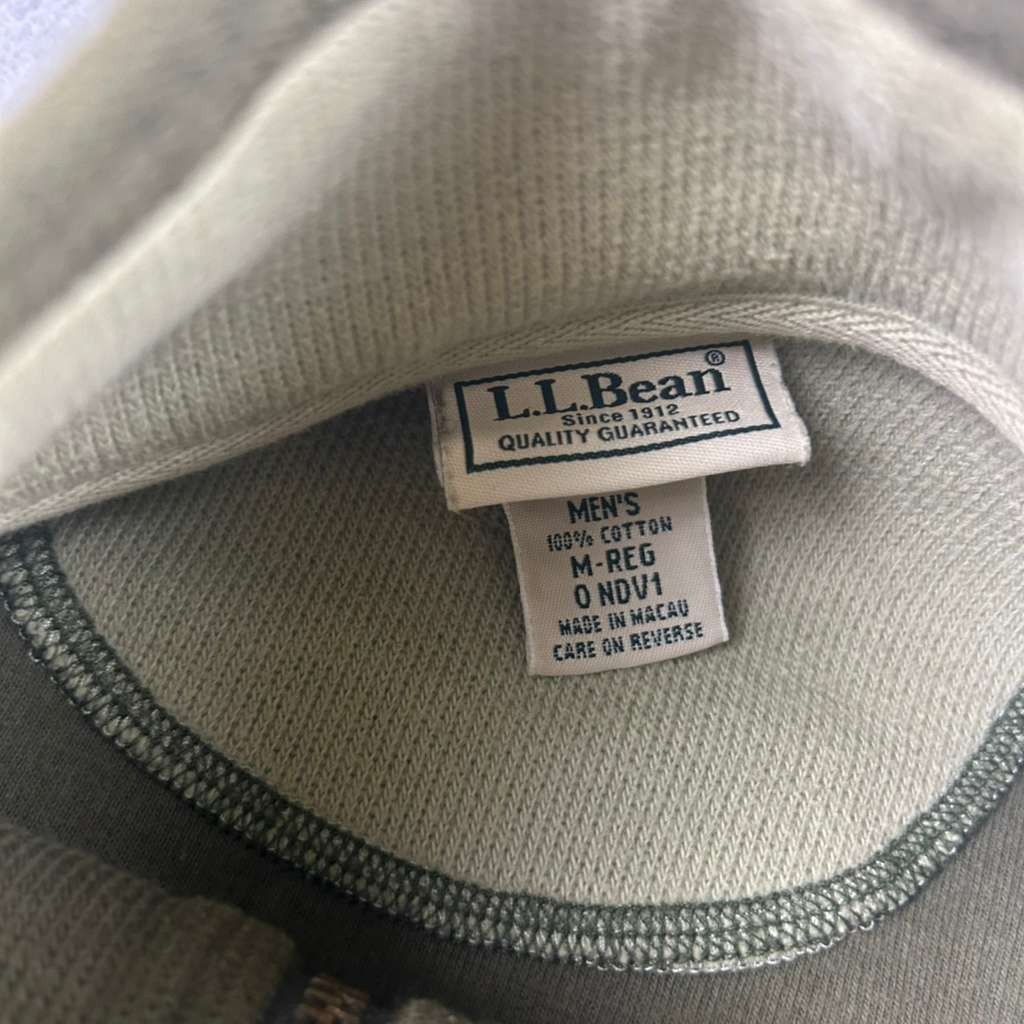 L.L.Bean®
Since 1912
QUALITY GUARANTEED
MEN'S
100% COTTON
M-REG
0 NDV1
MADE IN MACAU
CARE ON REVERSE